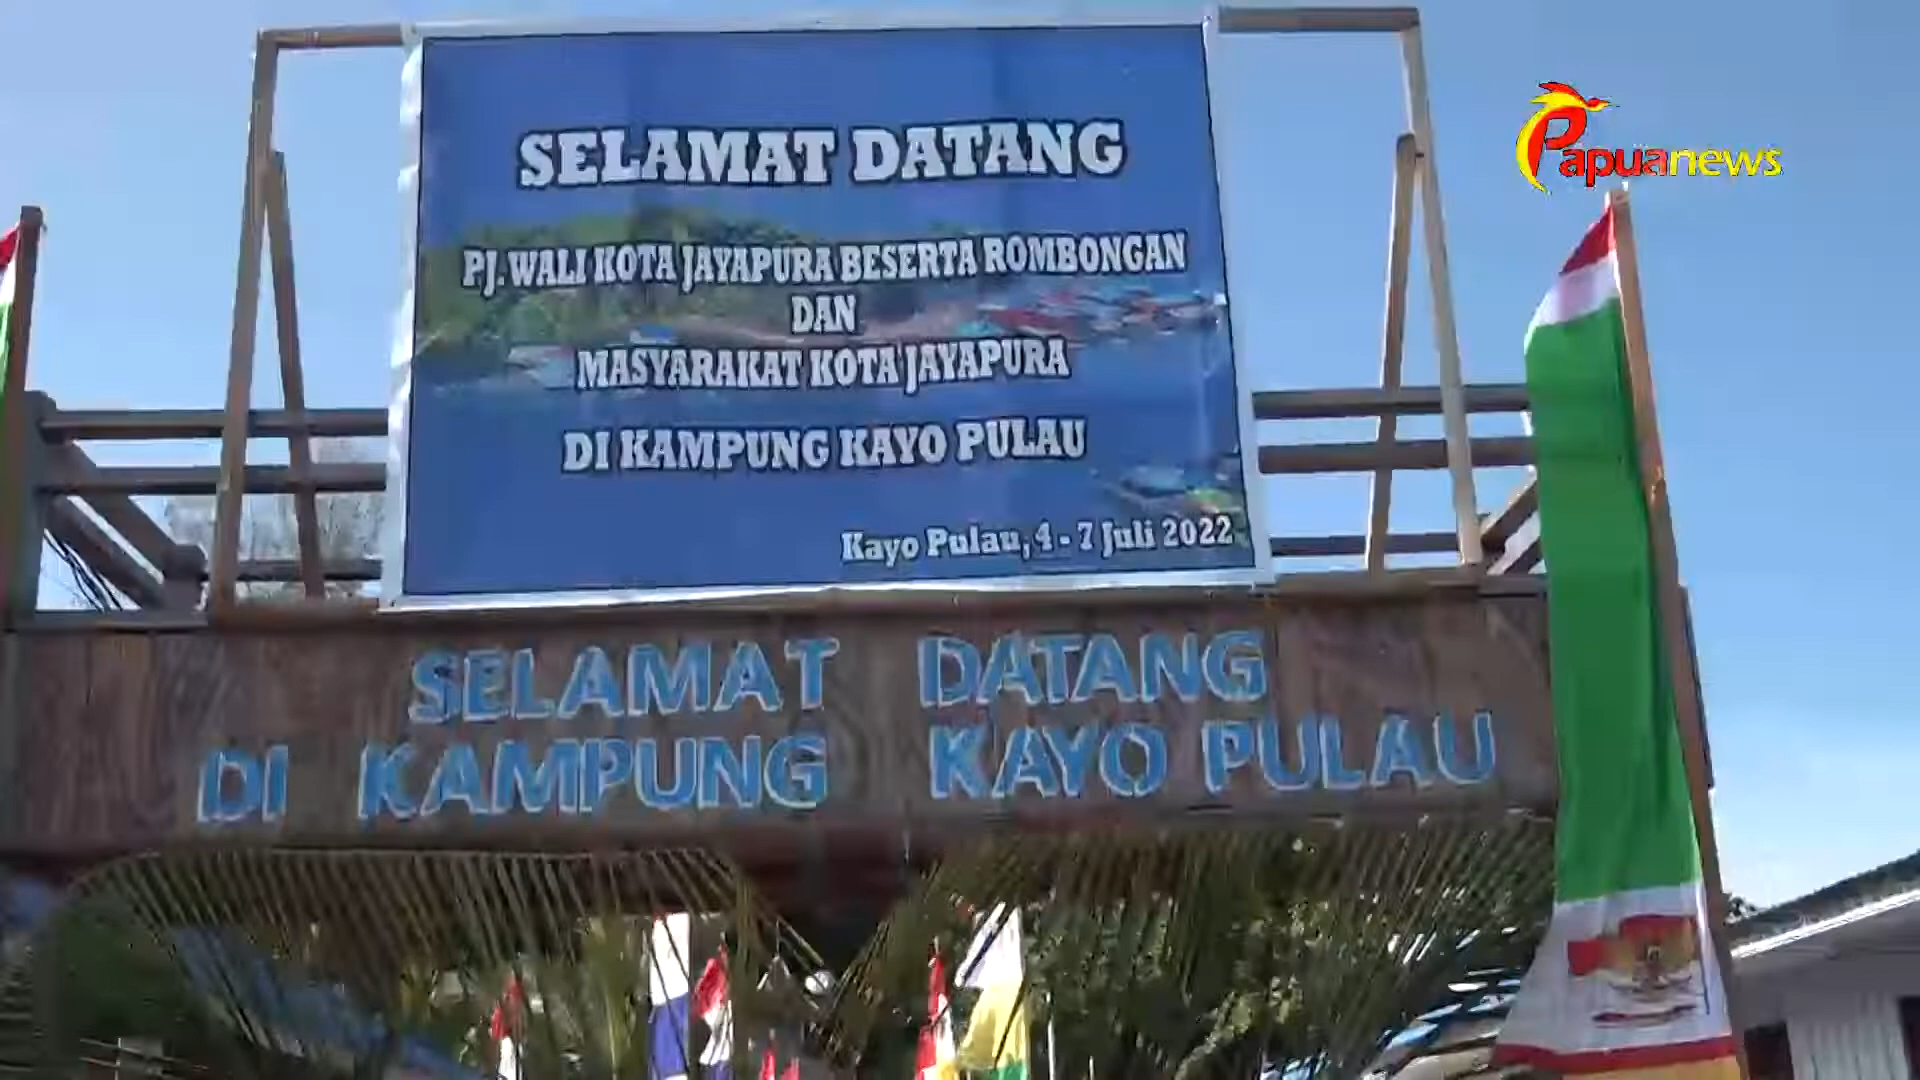 SELAMAT DATANG
PJ. WALI KOTA JAYAPURA BESERTA ROMBONGAN
DAN
MASYARAKAT KOTA JAYAPURA
DI KAMPUNG KAYO PULAU
Kayo Pulau, 4 - 7 Juli 2022
SELAMAT DATANG
DI KAMPUNG KAYO PULAU
Papuanews